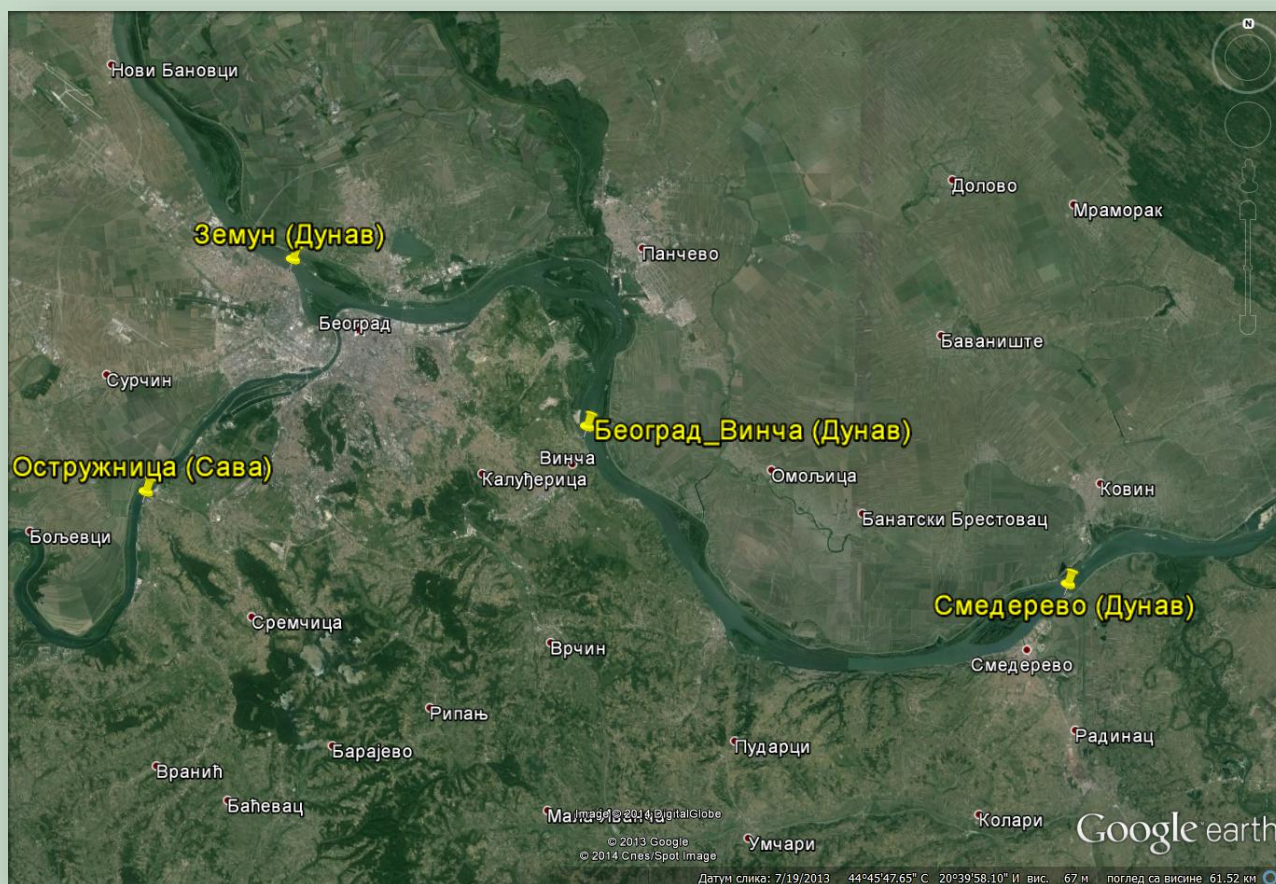 N
Нови Бановци
Долово
Мраморак
Земун (Дунав)
Панчево
Београд
Баваниште
Сурчин
Београд_Винча (Дунав)
Винча
Остружница (Сава)
Калуђерица
Омољица
Ковин
Банатски Брестовац
Бољевци
Смедерево (Дунав)
Сремчица
Врчин
Смедерево
Рипањ
Барајево
Пударци
Радинац
Вранић
Баћевац
Мала Иванча
Image © 2014 DigitalGlobe
Колари
Google earth
© 2013 Google
Умчари
© 2014 Cnes/Spot Image
Датум слика: 7/19/2013 44°45'47.65" С 20°39'58.10" И вис. 67 м поглед са висине 61.52 км